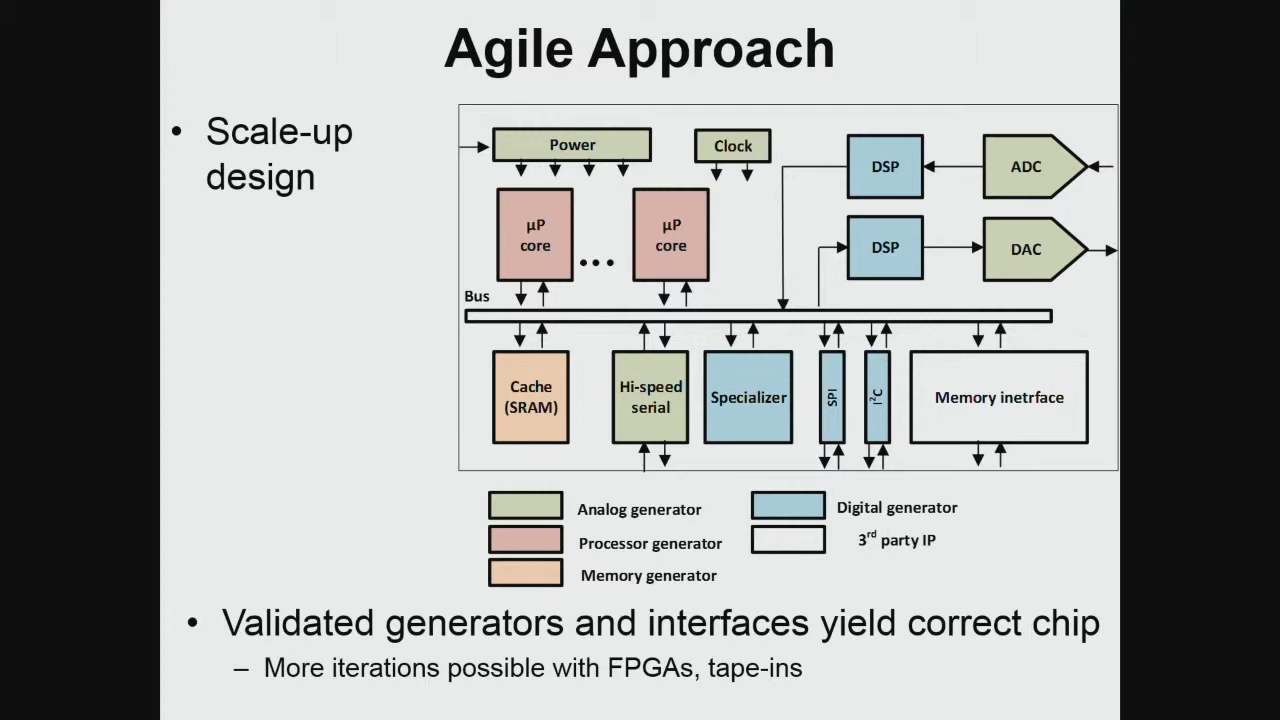 Agile Approach
• Scale-up
design
Power
Clock
DSP
ADC
µP
core
• • •
µP
core
DSP
DAC
Bus
Cache
(SRAM)
Hi-speed
serial
Specializer
SPI
I²C
Memory inetrface
Analog generator
Digital generator
Processor generator
3rd party IP
Memory generator
• Validated generators and interfaces yield correct chip
– More iterations possible with FPGAs, tape-ins